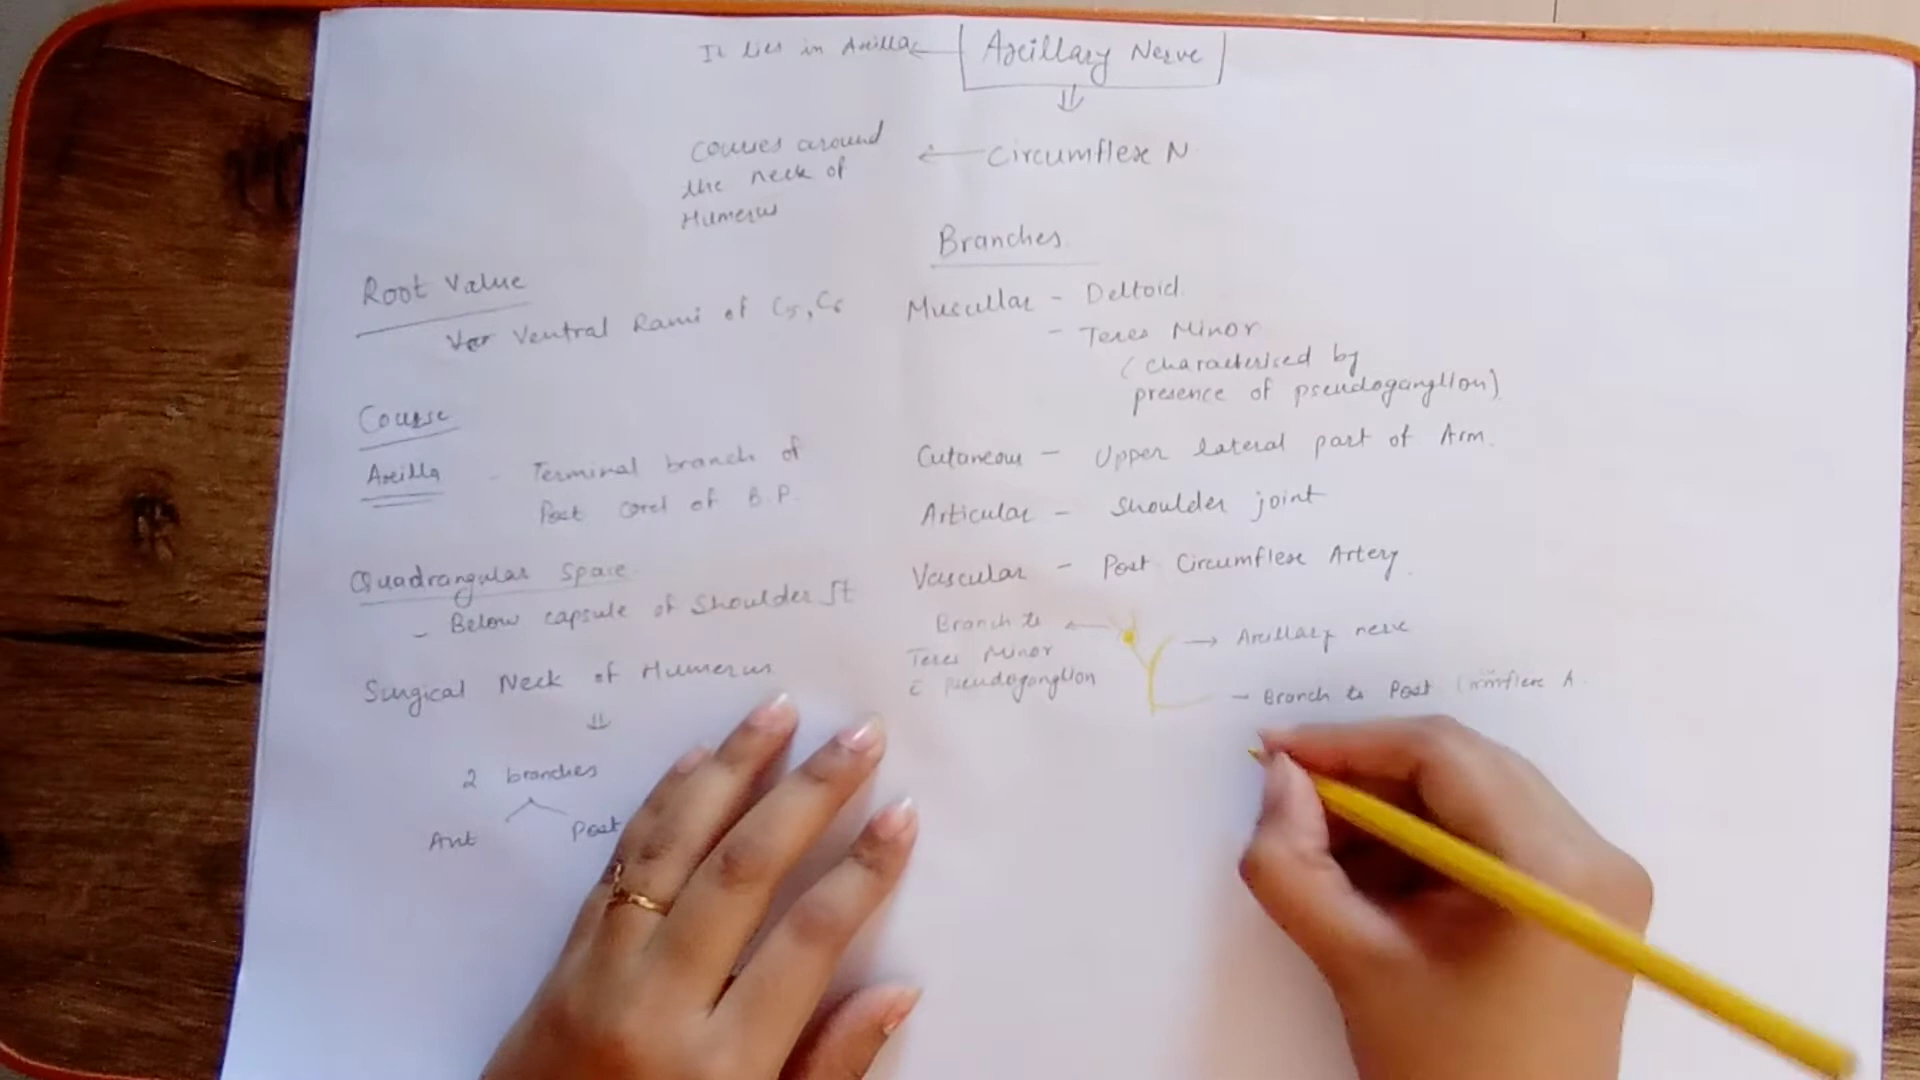 It lies in Axilla
Axillary Nerve
Circumflex N
Courses around
the neck of
Humerus
Root Value
Ventral Rami of C5, C6
Course
Axilla - Terminal branch of
Post cord of B.P.
Quadrangular Space
- Below capsule of Shoulder Jt
Surgical Neck of Humerus
2 branches
Ant Post
Branches
Muscular - Deltoid
- Teres Minor
(characterised by
presence of pseudoganglion)
Cutaneous - Upper lateral part of Arm.
Articular - Shoulder joint
Vascular - Post Circumflex Artery.
Branch to
Teres Minor
c̄ pseudoganglion
Axillary nerve
- Branch to Post A.